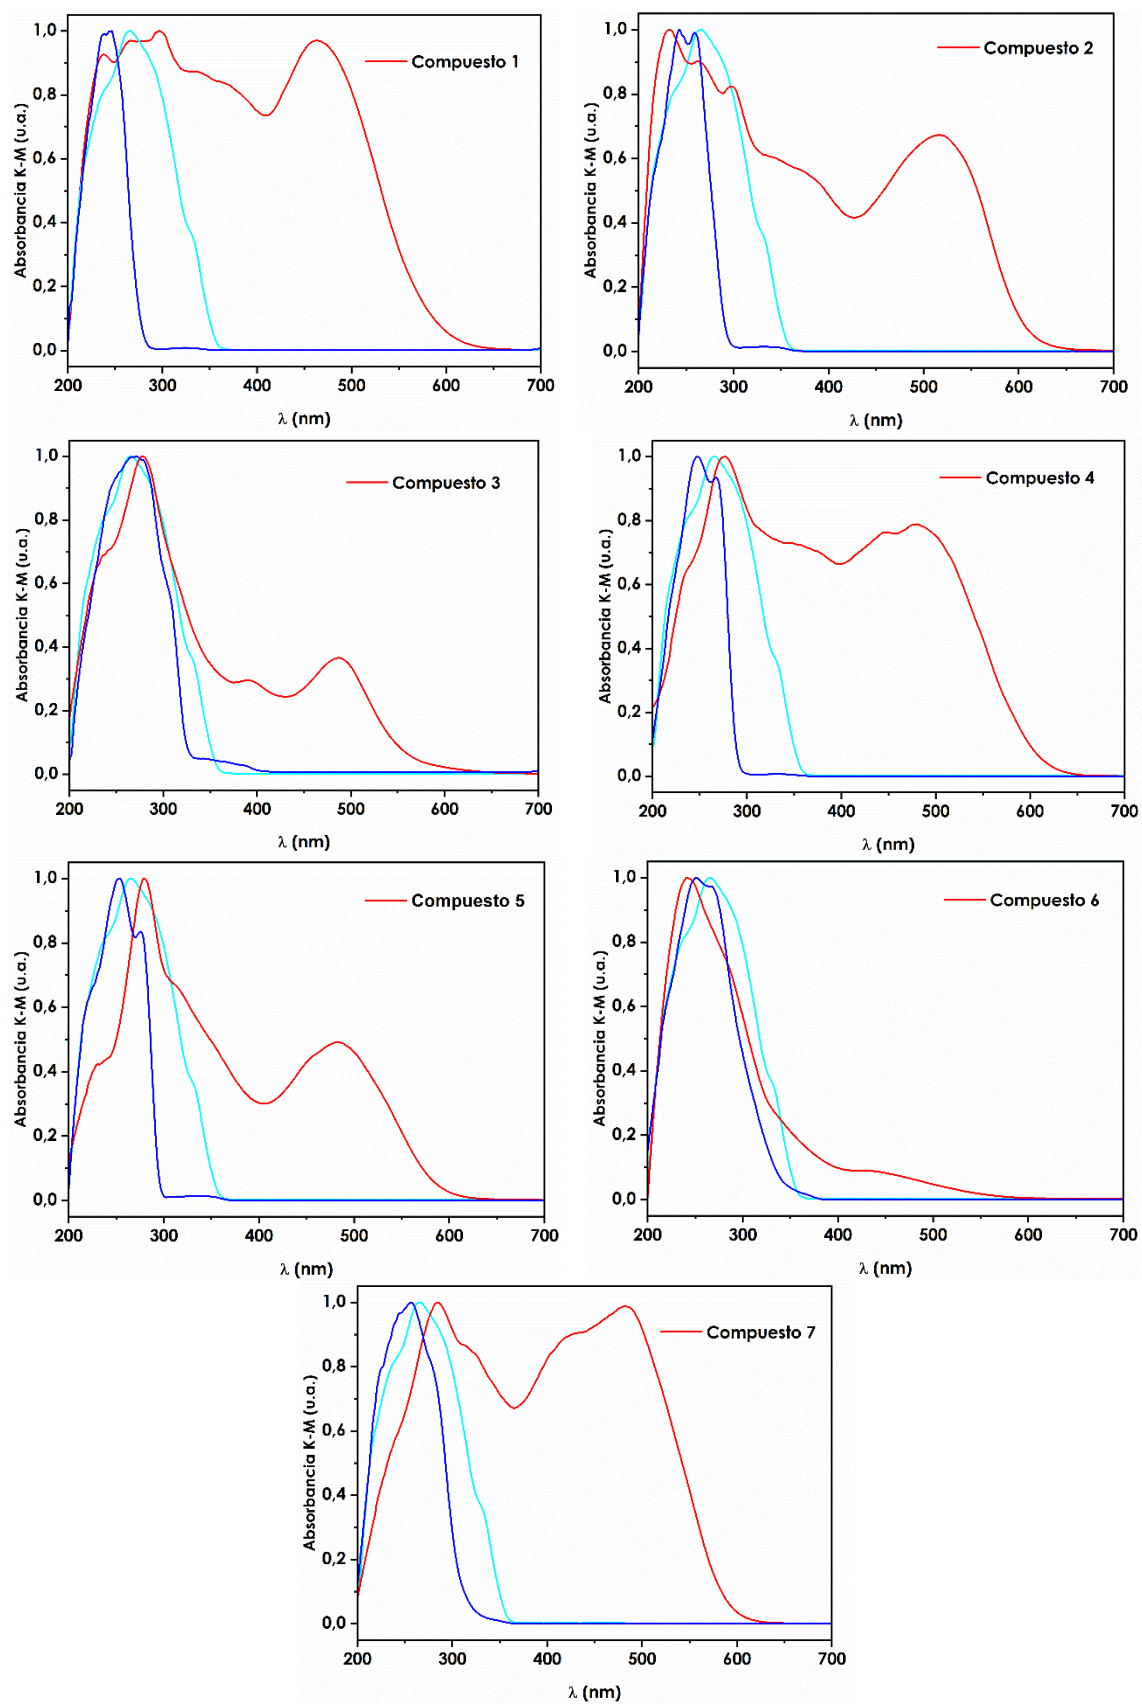 Compuesto 1
Absorbancia K-M (u.a.)
1,0
0,8
0,6
0,4
0,2
0,0
200 300 400 500 600 700
λ (nm)
Compuesto 2
Absorbancia K-M (u.a.)
1,0
0,8
0,6
0,4
0,2
0,0
200 300 400 500 600 700
λ (nm)
Compuesto 3
Absorbancia K-M (u.a.)
1,0
0,8
0,6
0,4
0,2
0,0
200 300 400 500 600 700
λ (nm)
Compuesto 4
Absorbancia K-M (u.a.)
1,0
0,8
0,6
0,4
0,2
0,0
200 300 400 500 600 700
λ (nm)
Compuesto 5
Absorbancia K-M (u.a.)
1,0
0,8
0,6
0,4
0,2
0,0
200 300 400 500 600 700
λ (nm)
Compuesto 6
Absorbancia K-M (u.a.)
1,0
0,8
0,6
0,4
0,2
0,0
200 300 400 500 600 700
λ (nm)
Compuesto 7
Absorbancia K-M (u.a.)
1,0
0,8
0,6
0,4
0,2
0,0
200 300 400 500 600 700
λ (nm)